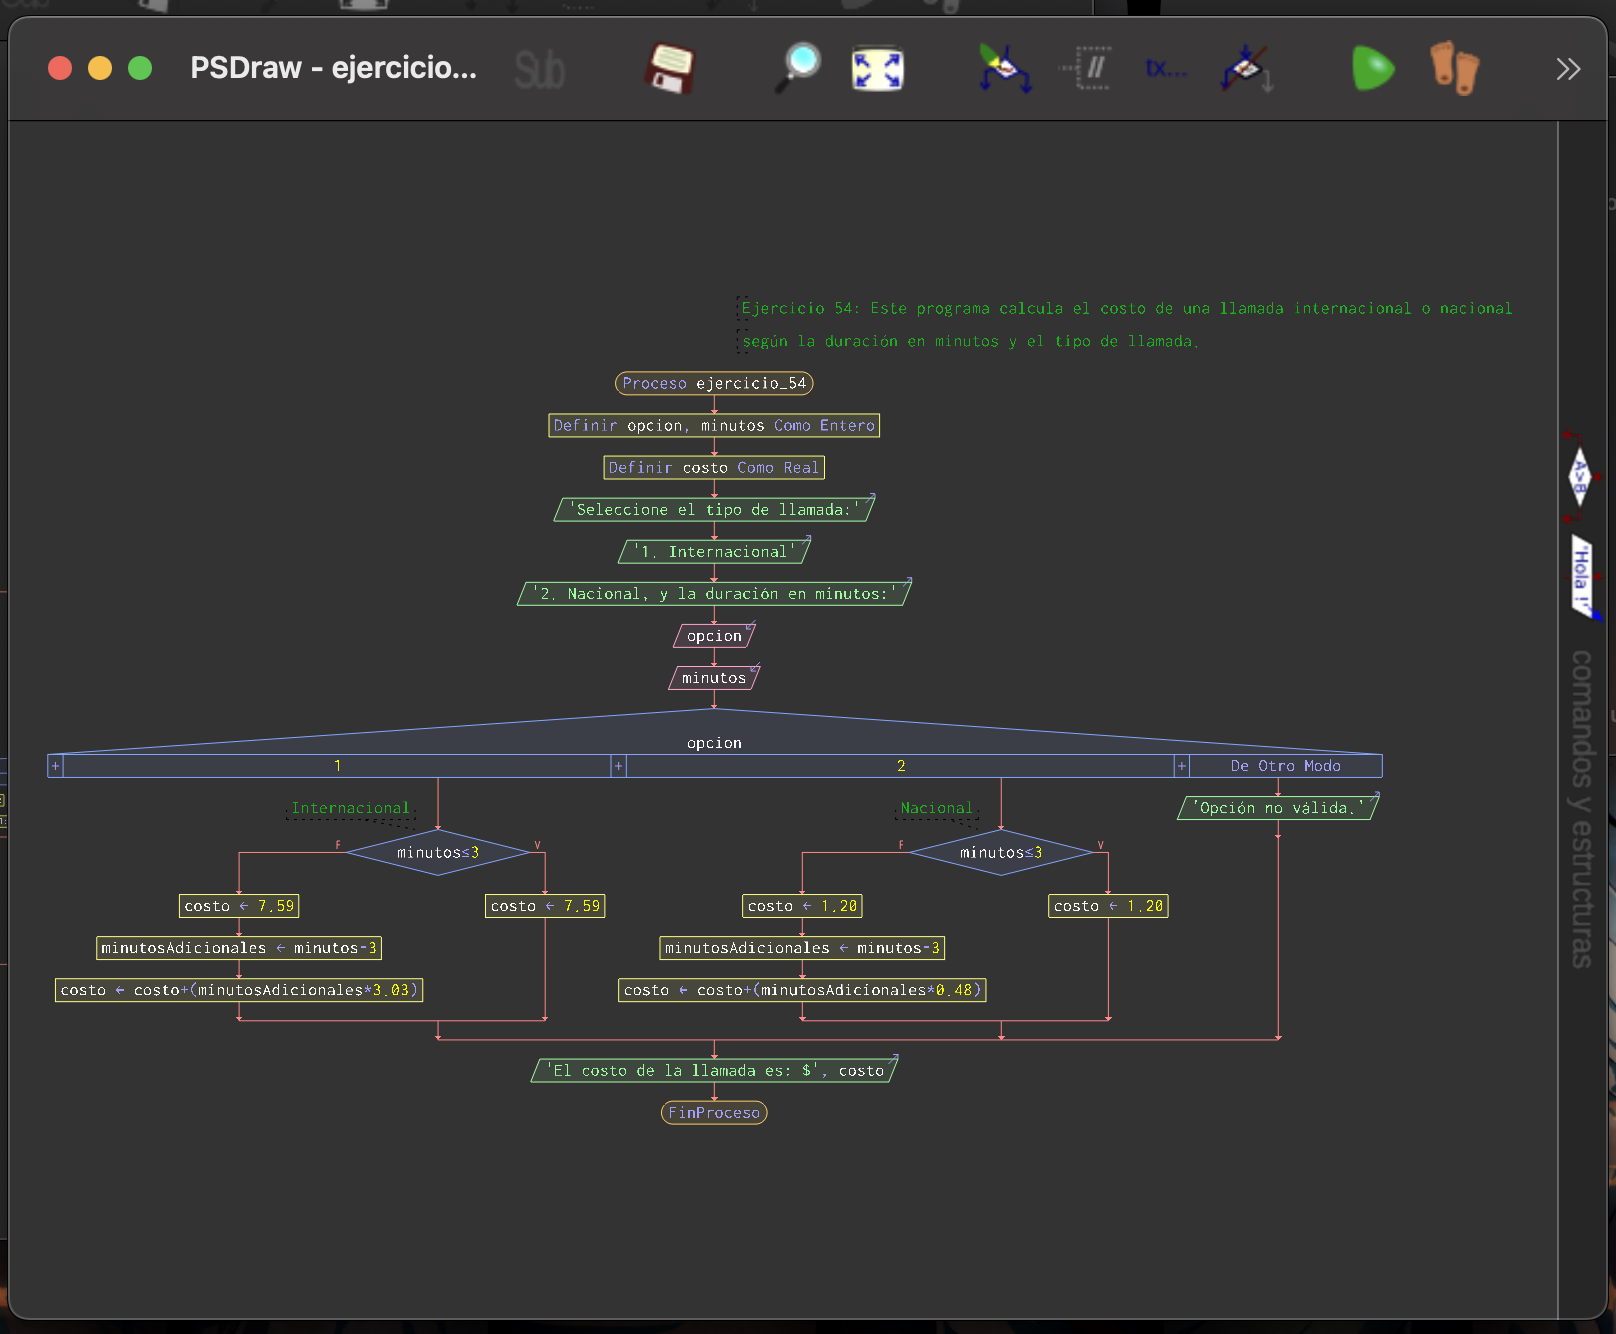 PSDraw - ejercicio...
Sub
//
tx...
Ejercicio 54: Este programa calcula el costo de una llamada internacional o nacional
según la duración en minutos y el tipo de llamada.
Proceso ejercicio_54
Definir opcion, minutos Como Entero
Definir costo Como Real
'Seleccione el tipo de llamada:'
'1. Internacional'
'2. Nacional, y la duración en minutos:'
opcion
minutos
opcion
+ 1 + 2 + De Otro Modo
Internacional Nacional 'Opción no válida.'
F minutos≤3 V F minutos≤3 V
costo ← 7.59 costo ← 7.59 costo ← 1.20 costo ← 1.20
minutosAdicionales ← minutos-3 minutosAdicionales ← minutos-3
costo ← costo+(minutosAdicionales*3.03) costo ← costo+(minutosAdicionales*0.48)
'El costo de la llamada es: $', costo
FinProceso
A>B
"Hola !"
comandos y estructuras